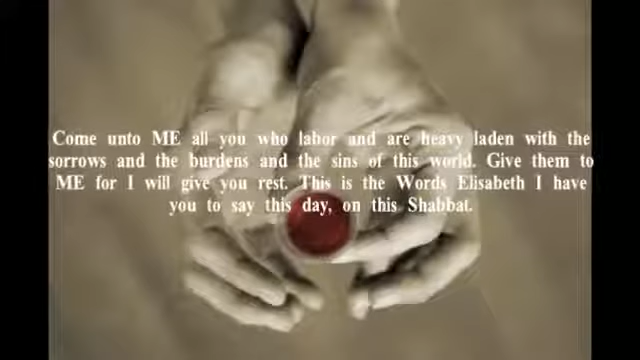 Come unto ME all you who labor and are heavy laden with the
sorrows and the burdens and the sins of this world. Give them to
ME for I will give you rest. This is the Words Elisabeth I have
you to say this day, on this Shabbat.